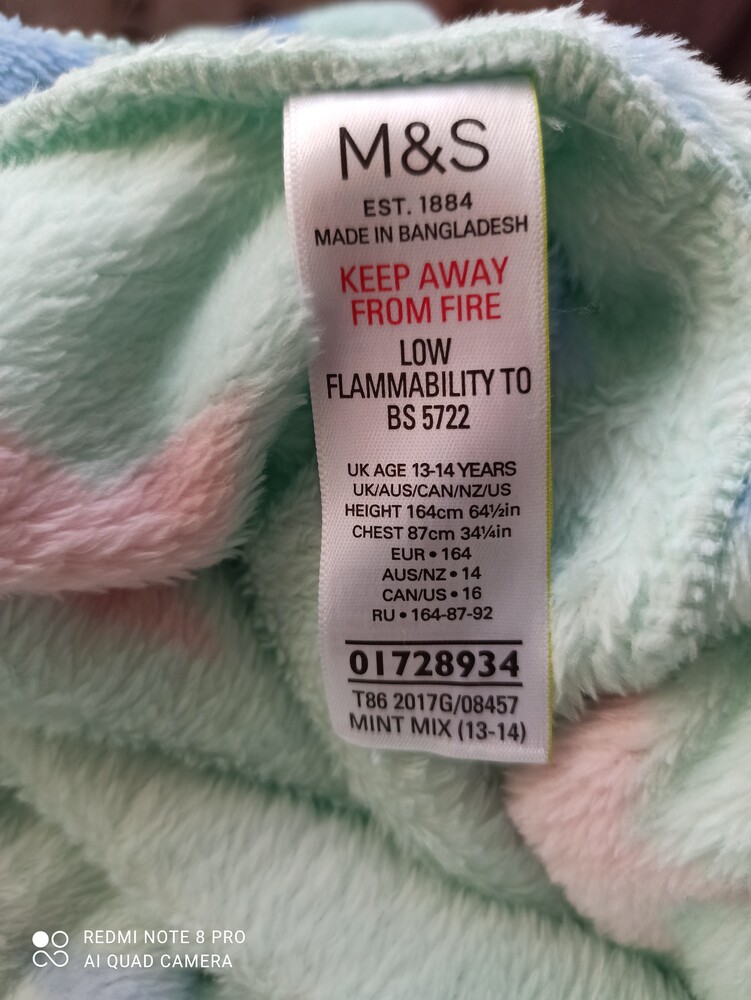 M&S
EST. 1884
MADE IN BANGLADESH
KEEP AWAY
FROM FIRE
LOW
FLAMMABILITY TO
BS 5722
UK AGE 13-14 YEARS
UK/AUS/CAN/NZ/US
HEIGHT 164cm 64½in
CHEST 87cm 34¼in
EUR • 164
AUS/NZ • 14
CAN/US • 16
RU • 164-87-92
01728934
T86 2017G/08457
MINT MIX (13-14)
REDMI NOTE 8 PRO
AI QUAD CAMERA